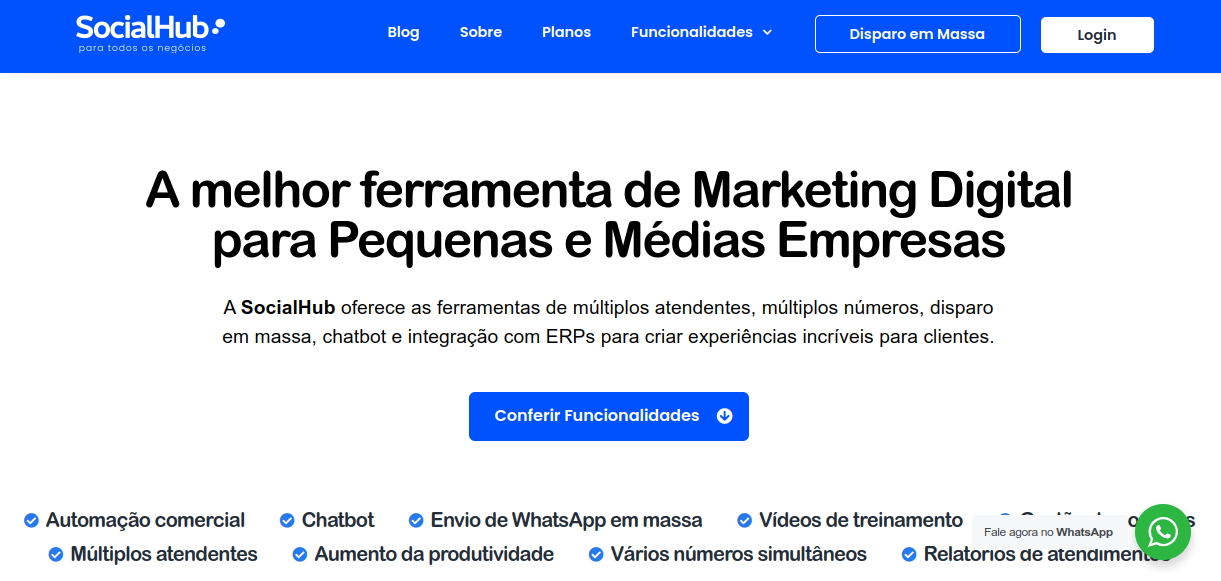 SocialHub
para todos os negócios
Blog Sobre Planos Funcionalidades Disparo em Massa Login
A melhor ferramenta de Marketing Digital
para Pequenas e Médias Empresas
A SocialHub oferece as ferramentas de múltiplos atendentes, múltiplos números, disparo
em massa, chatbot e integração com ERPs para criar experiências incríveis para clientes.
Conferir Funcionalidades
Automação comercial Chatbot Envio de WhatsApp em massa Vídeos de treinamento
Fale agora no WhatsApp
Múltiplos atendentes Aumento da produtividade Vários números simultâneos Relatórios de atendimentos